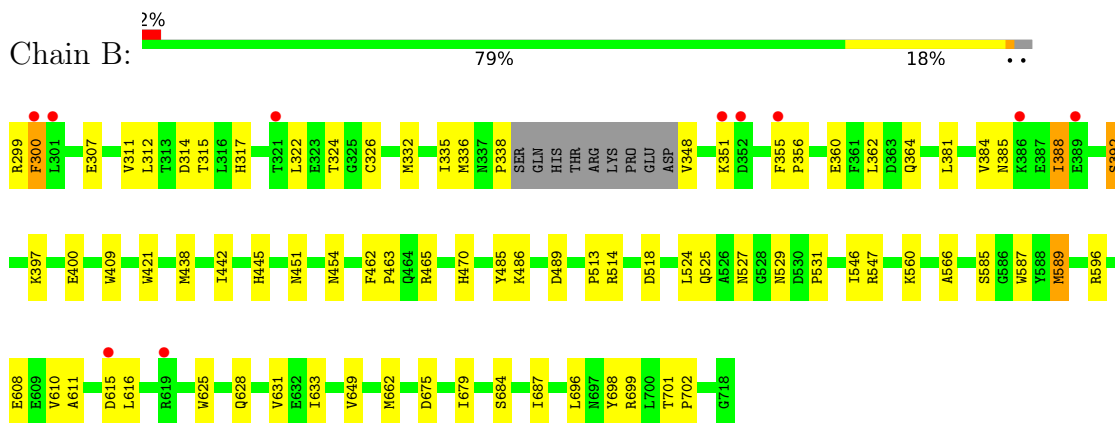 2%
Chain B:
79% 18% • •
R299 F300 L301 E307 V311 L312 T313 D314 T315 L316 H317 T321 L322 E323 T324 G325 C326 M332 I335 M336 N337 P338 SER GLN HIS THR ARG LYS PRO GLU ASP V348 K351 D352 F355 P356 E360 F361 L362 D363 Q364 L381 V384 N385 K386 E387 I388 E389 S392
K397 E400 W409 W421 M438 I442 H445 N451 N454 F462 P463 Q464 R465 H470 Y485 K486 D489 P513 R514 D518 L524 Q525 A526 N527 G528 N529 D530 P531 I546 R547 K560 A566 S585 G586 W587 Y588 M589 R596
E608 E609 V610 A611 D615 L616 R619 W625 Q628 V631 E632 I633 V649 M662 D675 I679 S684 I687 L696 N697 Y698 R699 L700 T701 P702 G718